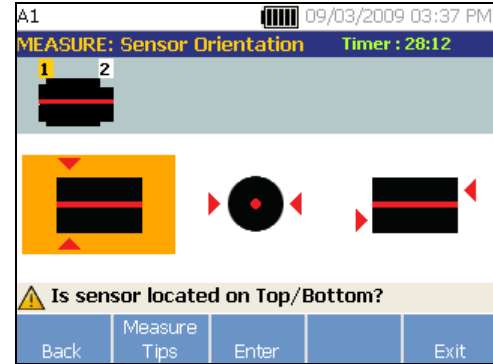 A1 09/03/2009 03:37 PM
MEASURE: Sensor Orientation Timer : 28:12
1 2
Is sensor located on Top/Bottom?
Back Measure Tips Enter Exit